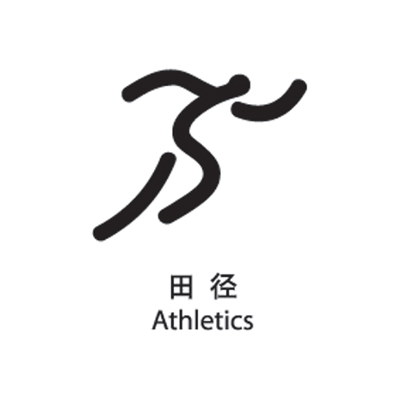 田 径
Athletics